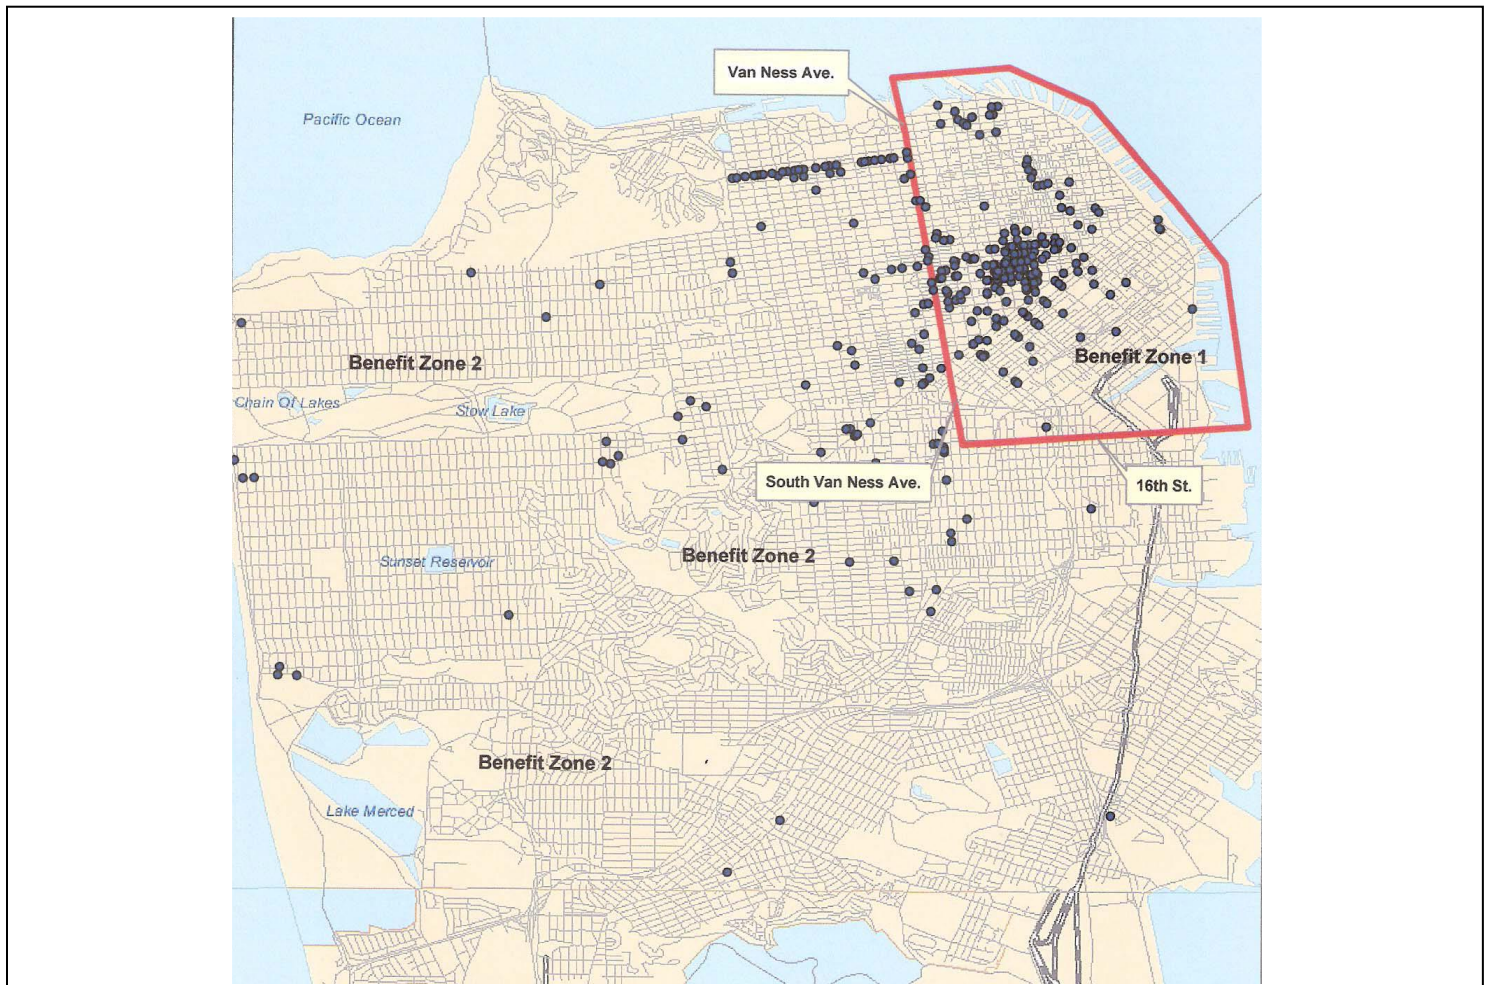 Van Ness Ave.
Pacific Ocean
Benefit Zone 1
Benefit Zone 2
Chain Of Lakes
Stow Lake
South Van Ness Ave.
16th St.
Benefit Zone 2
Sunset Reservoir
Benefit Zone 2
Lake Merced